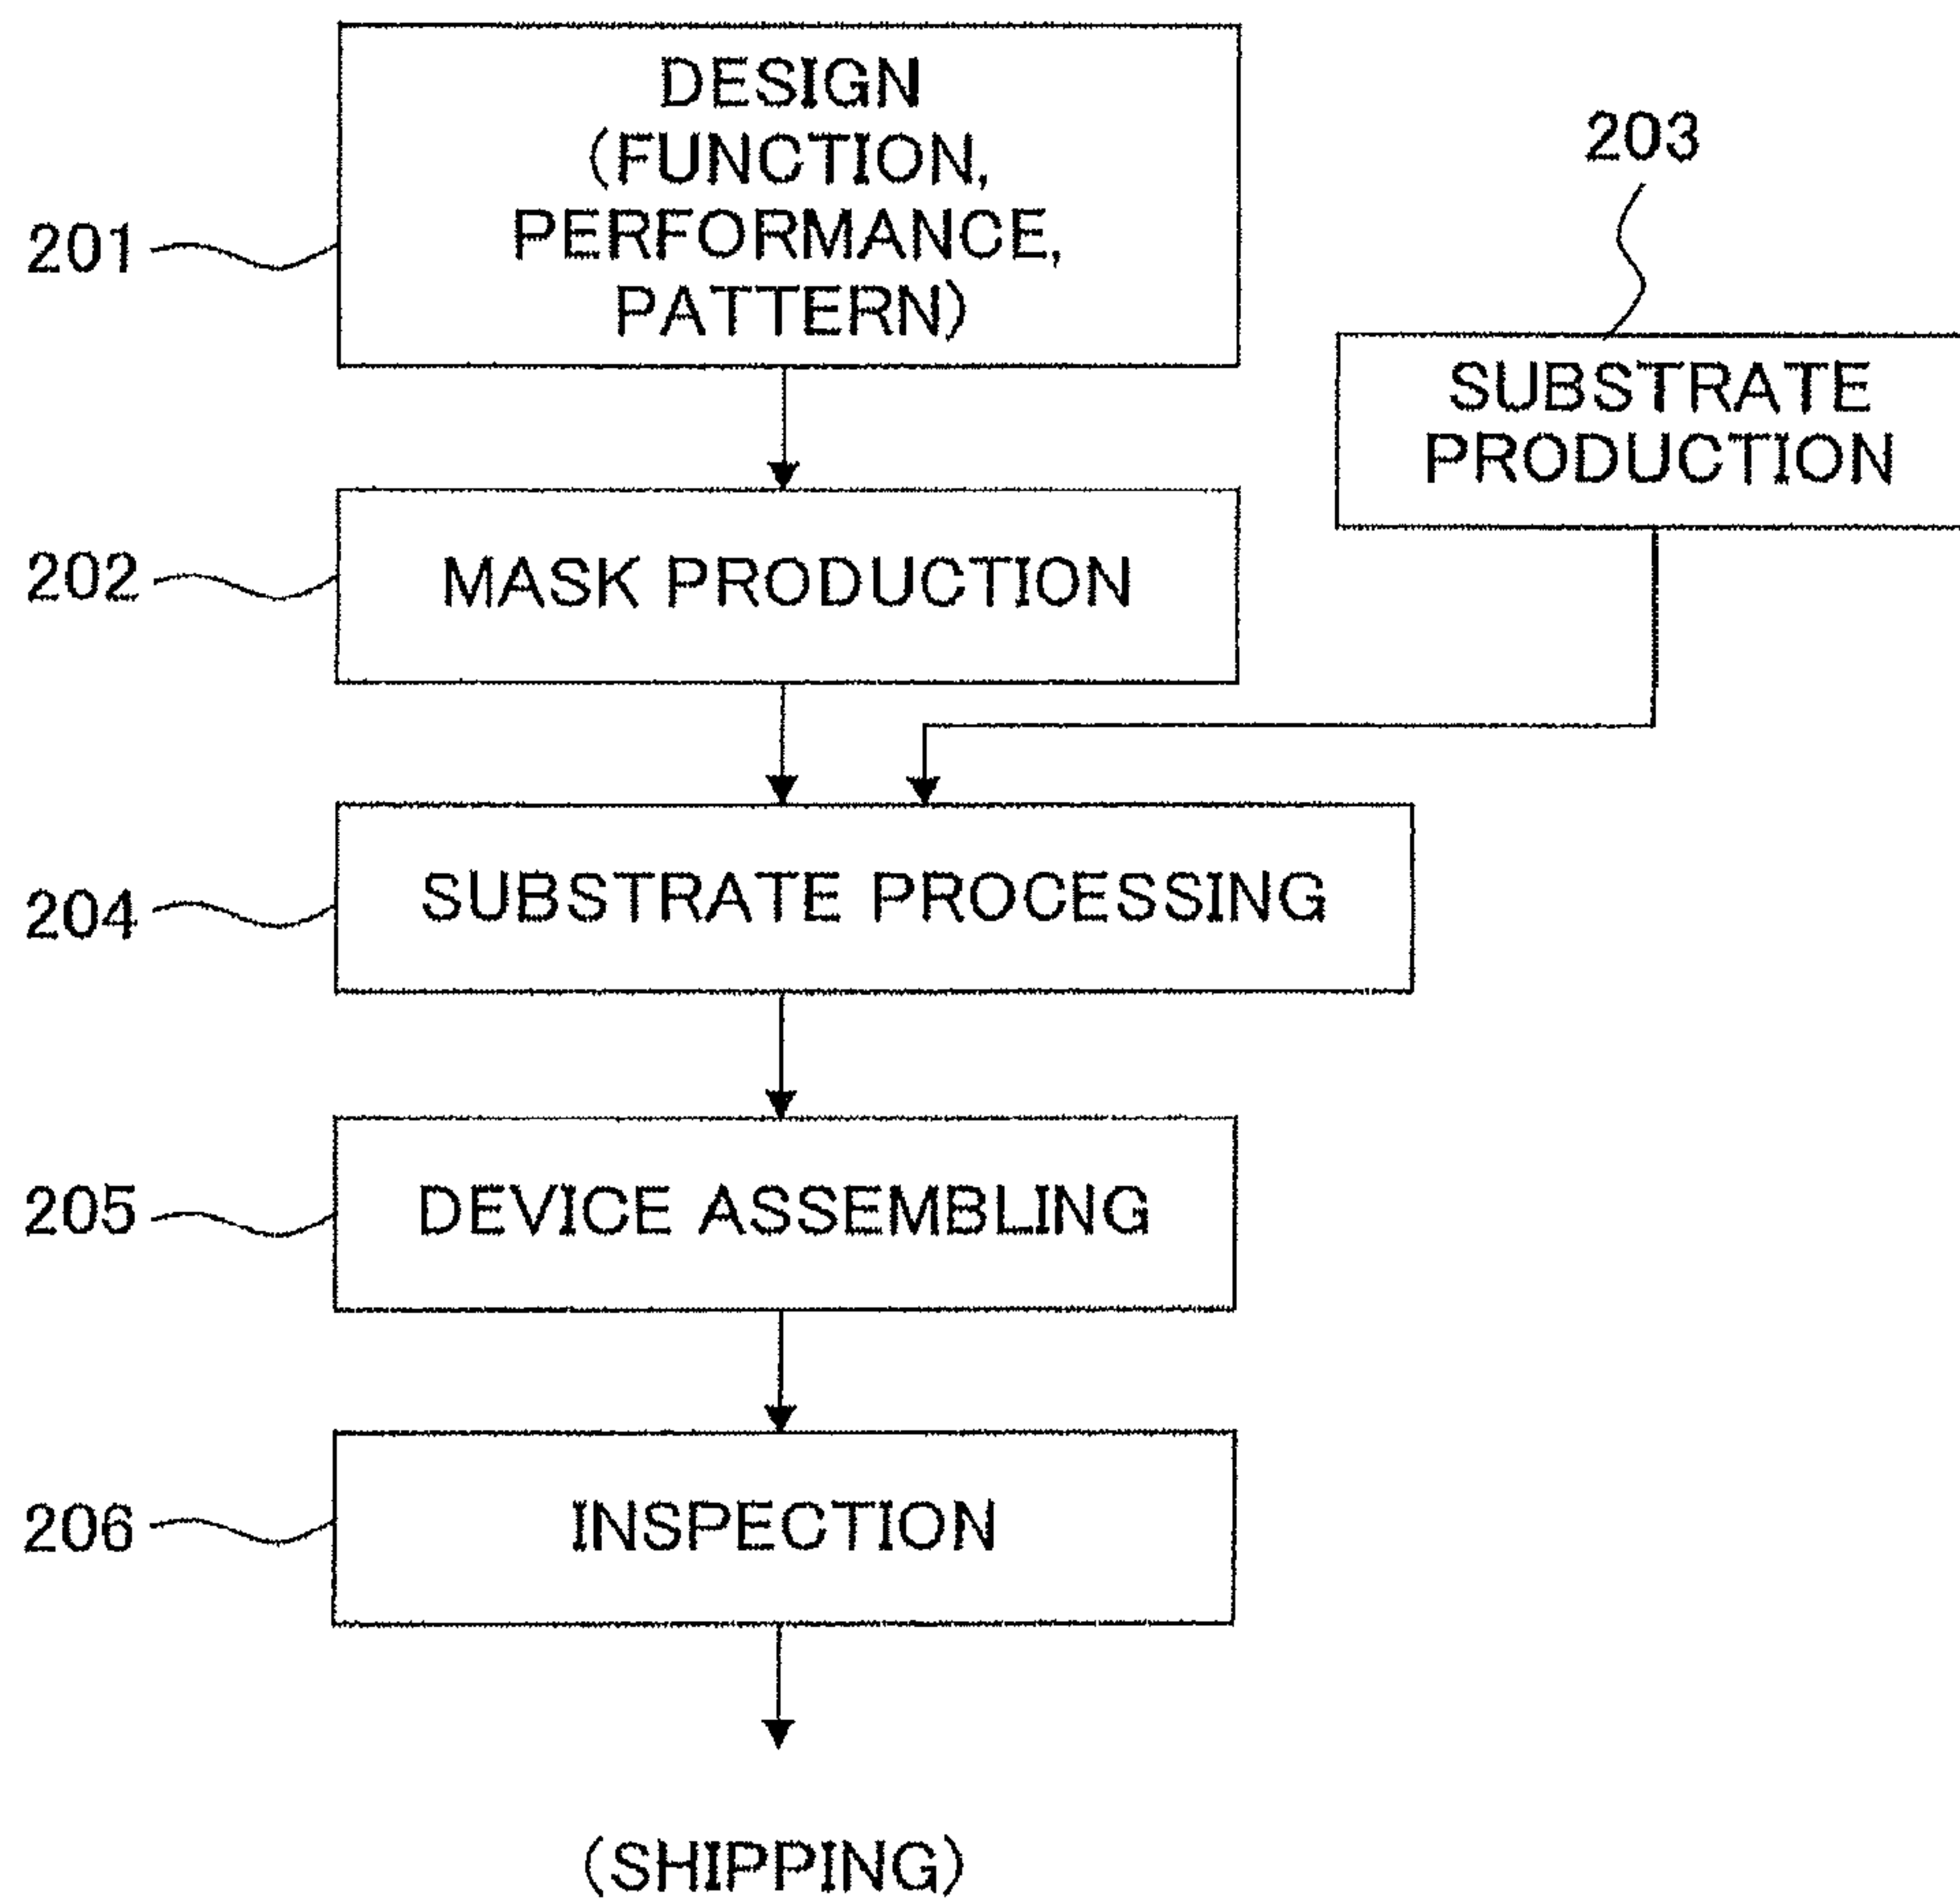 DESIGN
(FUNCTION,
PERFORMANCE,
PATTERN)
201
203
SUBSTRATE
PRODUCTION
202
MASK PRODUCTION
204
SUBSTRATE PROCESSING
205
DEVICE ASSEMBLING
206
INSPECTION
(SHIPPING)